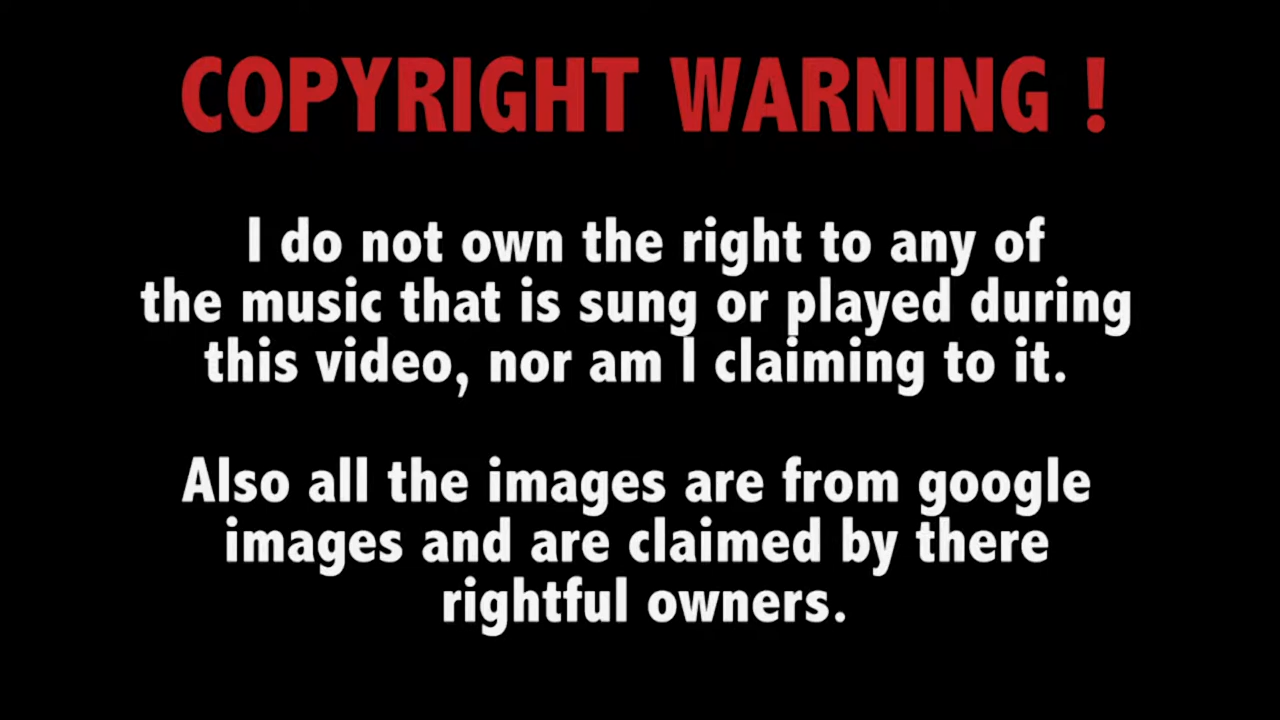 COPYRIGHT WARNING !
I do not own the right to any of
the music that is sung or played during
this video, nor am I claiming to it.
Also all the images are from google
images and are claimed by there
rightful owners.